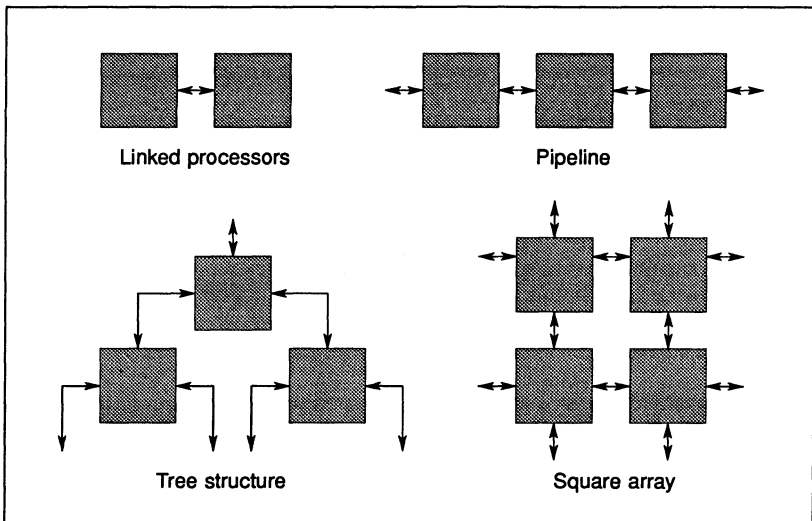 Linked processors
Pipeline
Tree structure
Square array